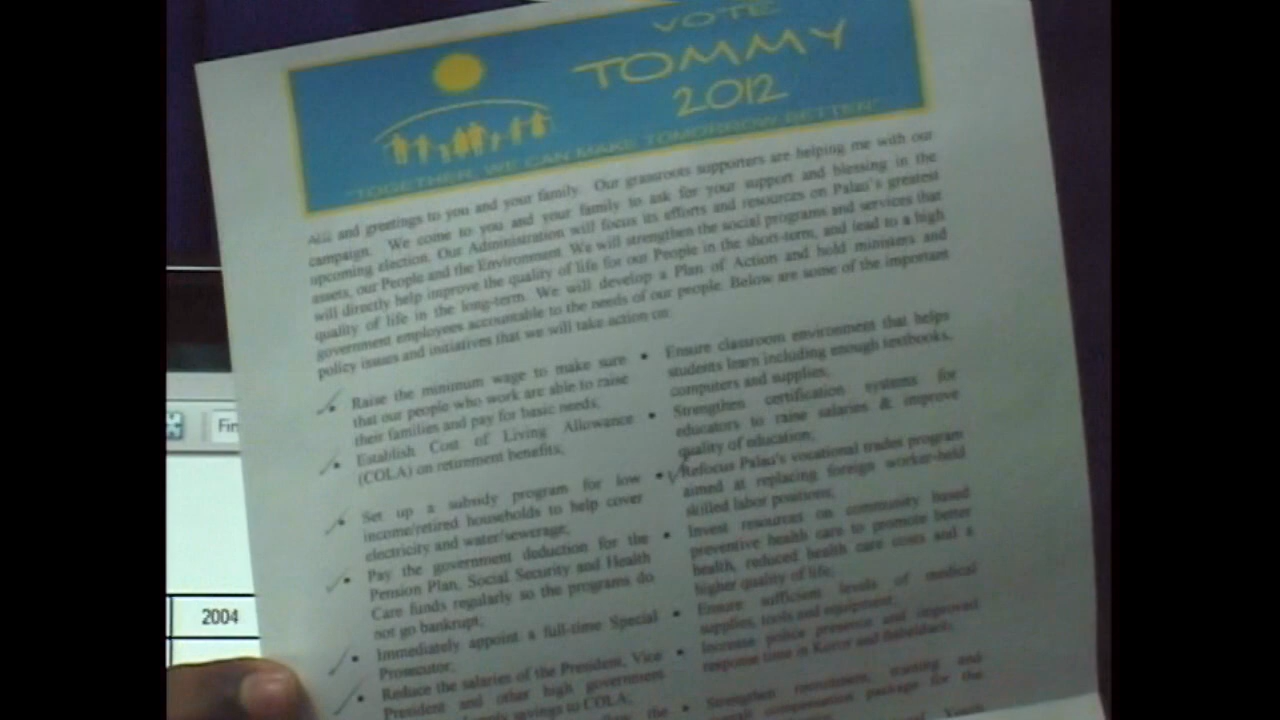 VOTE
TOMMY
2012
"TOGETHER, WE CAN MAKE TOMORROW BETTER"
Alii and greetings to you and your family. Our grassroots supporters are helping me with our
campaign. We come to you and your family to ask for your support and blessing in the
upcoming election. Our Administration will focus its efforts and resources on Palau's greatest
assets, our People and the Environment. We will strengthen the social programs and services that
will directly help improve the quality of life for our People in the short-term, and lead to a high
quality of life in the long-term. We will develop a Plan of Action and hold ministers and
government employees accountable to the needs of our people. Below are some of the important
policy issues and initiatives that we will take action on:
• Raise the minimum wage to make sure
that our people who work are able to raise
their families and pay for basic needs;
• Establish Cost of Living Allowance
(COLA) on retirement benefits;
• Set up a subsidy program for low
income/retired households to help cover
electricity and water/sewerage;
• Pay the government deduction for the
Pension Plan, Social Security and Health
Care funds regularly so the programs do
not go bankrupt;
• Immediately appoint a full-time Special
Prosecutor;
• Reduce the salaries of the President, Vice
President and other high government
savings to COLA;
the
• Ensure classroom environment that helps
students learn including enough textbooks,
computers and supplies;
• Strengthen certification systems for
educators to raise salaries & improve
quality of education;
• Refocus Palau's vocational trades program
aimed at replacing foreign worker-held
skilled labor positions;
• Invest resources on community based
preventive health care to promote better
health, reduced health care costs and a
higher quality of life;
• Ensure sufficient levels of medical
supplies, tools and equipment;
• Increase police presence and improved
response time in Koror and Babeldaob;
• Strengthen recruitment, training and
compensation package for the
Fin
2004